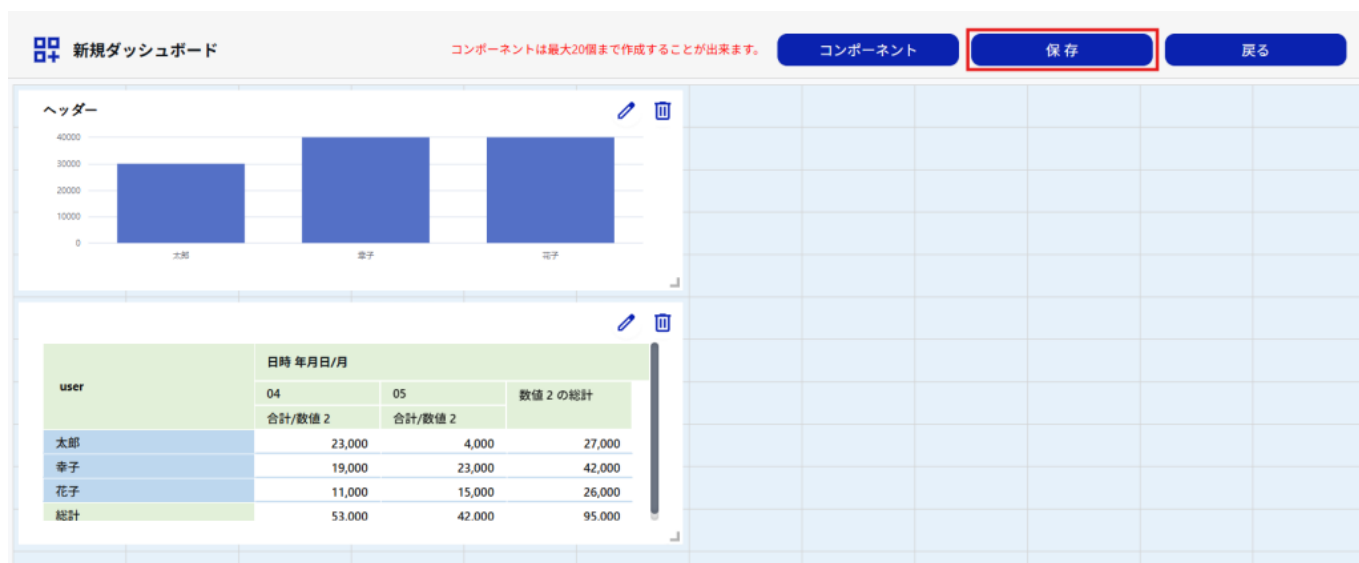 新規ダッシュボード
コンポーネントは最大20個まで作成することが出来ます。
コンポーネント
保存
戻る
ヘッダー
40000
30000
20000
10000
0
太郎 幸子 花子
user
日時 年月日/月
04 05 数値 2 の総計
合計/数値 2 合計/数値 2
太郎 23,000 4,000 27,000
幸子 19,000 23,000 42,000
花子 11,000 15,000 26,000
総計 53,000 42,000 95,000